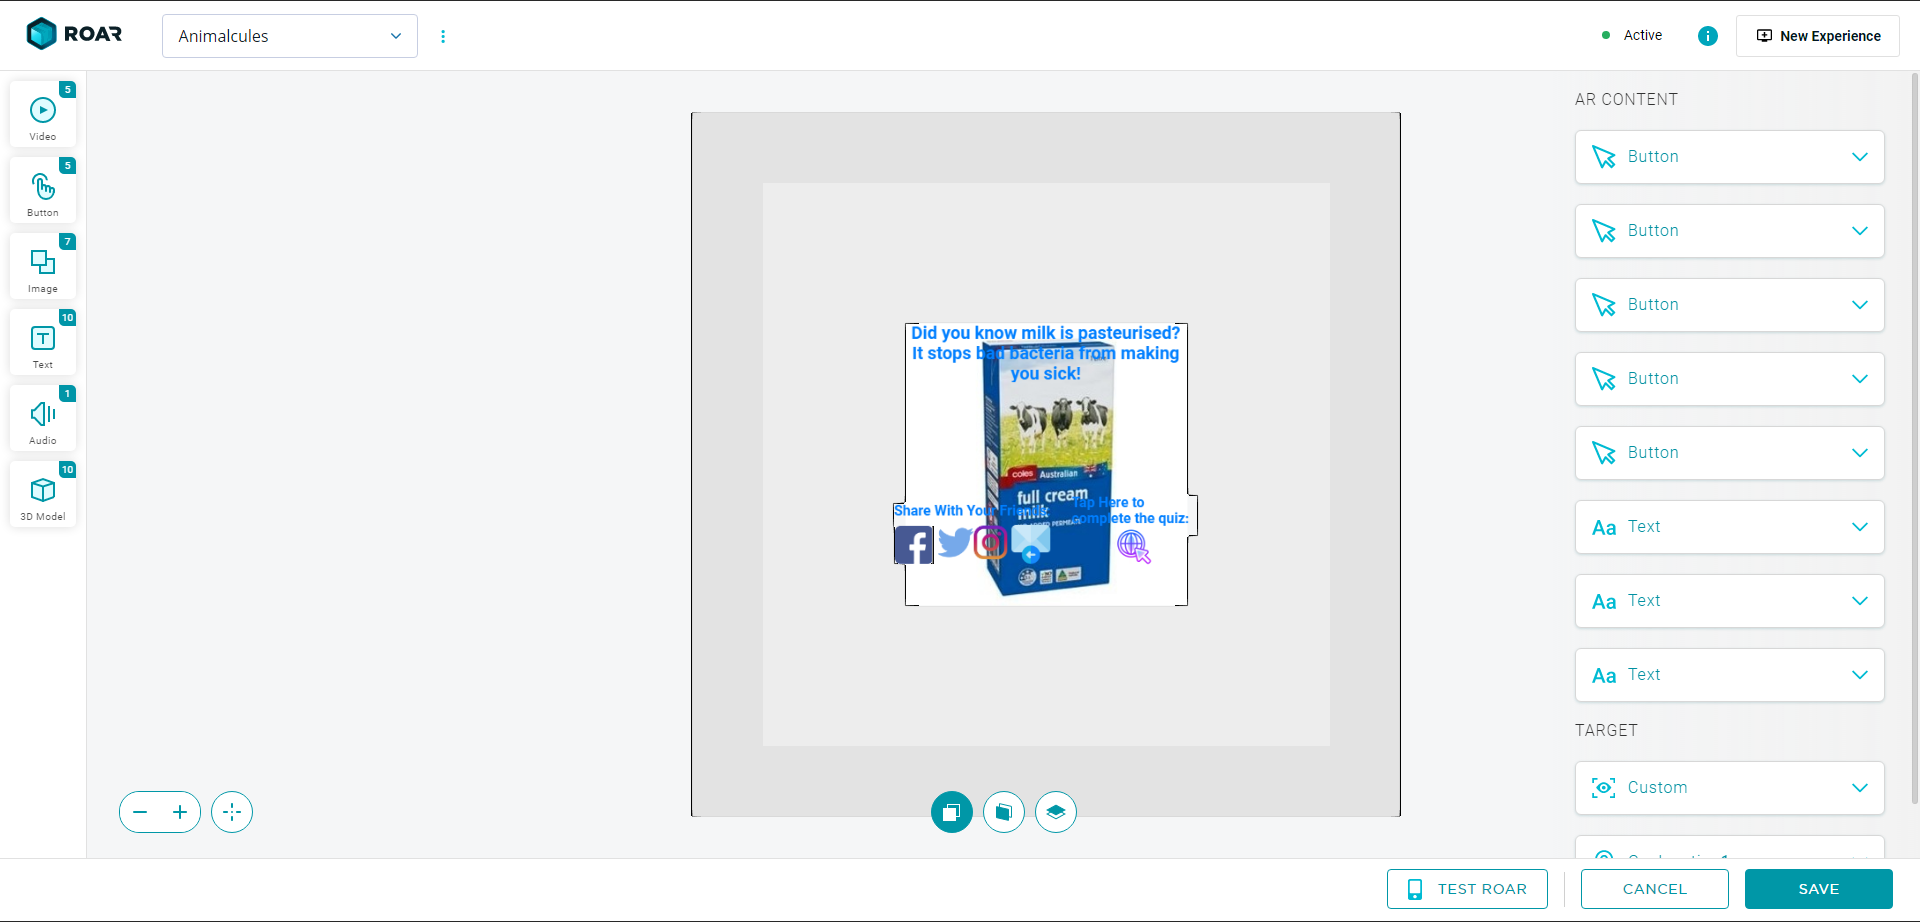 ROAR
Animalcules
Active
New Experience
5
Video
5
Button
7
Image
10
Text
1
Audio
10
3D Model
Did you know milk is pasteurised?
It stops bad bacteria from making
you sick!
coles Australian
full cream
milk
Share With Your Friends:
Tap Here to
complete the quiz:
AR CONTENT
Button
Button
Button
Button
Button
Aa Text
Aa Text
Aa Text
TARGET
Custom
TEST ROAR
CANCEL
SAVE